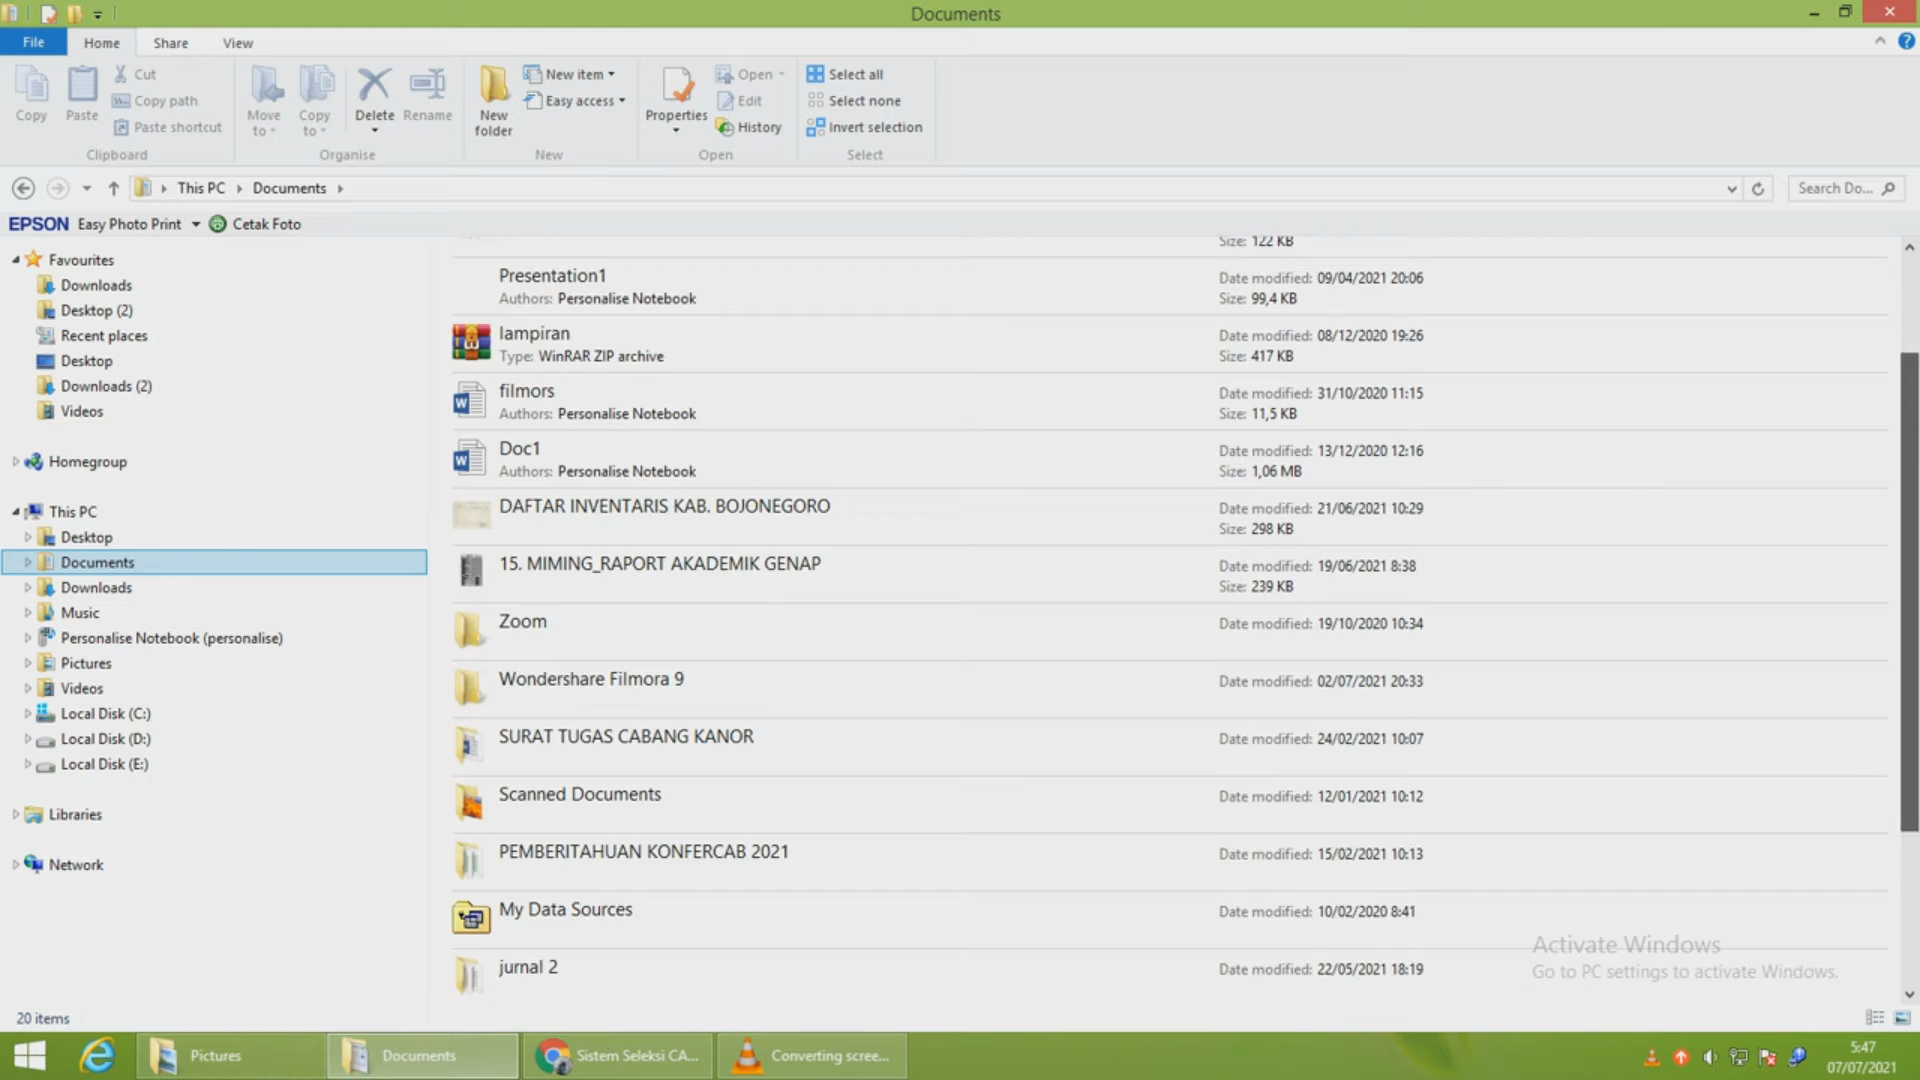 Documents
File Home Share View
Copy
Paste
Cut
Copy path
Paste shortcut
Clipboard
Move to
Copy to
Delete
Rename
Organise
New folder
New item
Easy access
New
Properties
Open
Edit
History
Open
Select all
Select none
Invert selection
Select
This PC Documents
Search Do...
EPSON Easy Photo Print Cetak Foto
Favourites
Downloads
Desktop (2)
Recent places
Desktop
Downloads (2)
Videos
Homegroup
This PC
Desktop
Documents
Downloads
Music
Personalise Notebook (personalise)
Pictures
Videos
Local Disk (C:)
Local Disk (D:)
Local Disk (E:)
Libraries
Network
Size: 122 KB
Presentation1
Authors: Personalise Notebook
Date modified: 09/04/2021 20:06
Size: 99,4 KB
lampiran
Type: WinRAR ZIP archive
Date modified: 08/12/2020 19:26
Size: 417 KB
filmors
Authors: Personalise Notebook
Date modified: 31/10/2020 11:15
Size: 11,5 KB
Doc1
Authors: Personalise Notebook
Date modified: 13/12/2020 12:16
Size: 1,06 MB
DAFTAR INVENTARIS KAB. BOJONEGORO
Date modified: 21/06/2021 10:29
Size: 298 KB
15. MIMING_RAPORT AKADEMIK GENAP
Date modified: 19/06/2021 8:38
Size: 239 KB
Zoom
Date modified: 19/10/2020 10:34
Wondershare Filmora 9
Date modified: 02/07/2021 20:33
SURAT TUGAS CABANG KANOR
Date modified: 24/02/2021 10:07
Scanned Documents
Date modified: 12/01/2021 10:12
PEMBERITAHUAN KONFERCAB 2021
Date modified: 15/02/2021 10:13
My Data Sources
Date modified: 10/02/2020 8:41
jurnal 2
Date modified: 22/05/2021 18:19
Activate Windows
Go to PC settings to activate Windows.
20 items
Pictures
Documents
Sistem Seleksi CA...
Converting scree...
5:47
07/07/2021